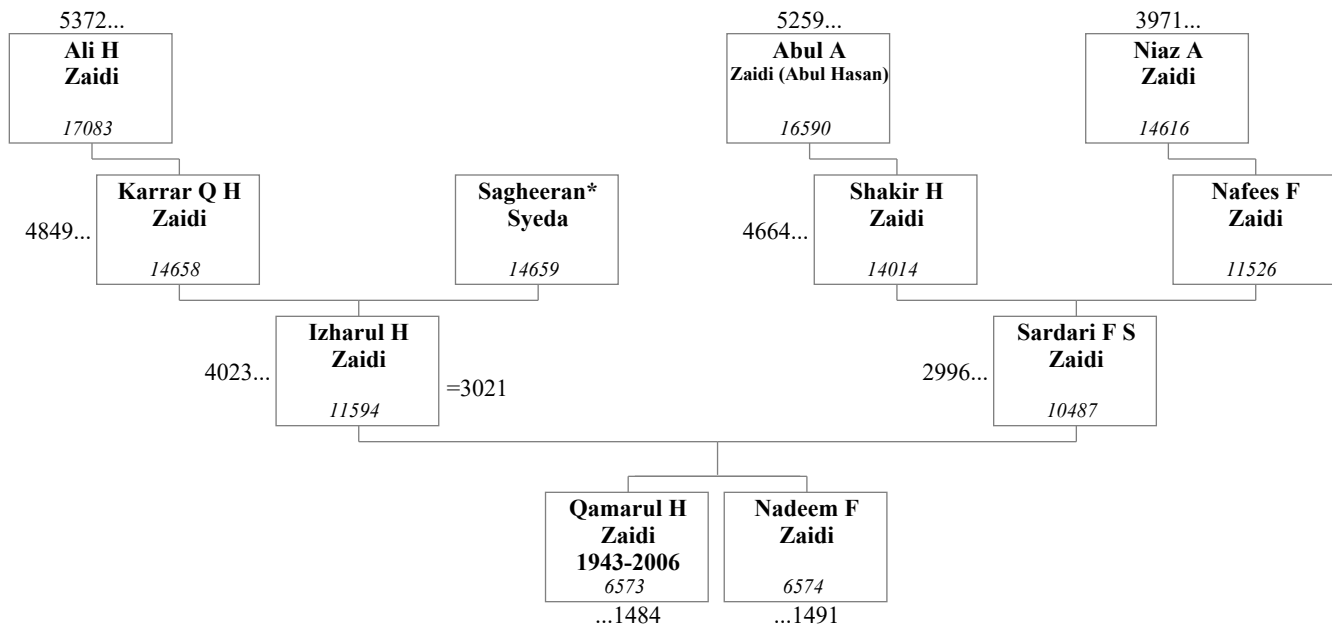 5372...
5259...
3971...
Ali H
Zaidi
17083
Abul A
Zaidi (Abul Hasan)
16590
Niaz A
Zaidi
14616
4849...
Karrar Q H
Zaidi
14658
Sagheeran*
Syeda
14659
4664...
Shakir H
Zaidi
14014
Nafees F
Zaidi
11526
4023...
Izharul H
Zaidi
11594
=3021
2996...
Sardari F S
Zaidi
10487
Qamarul H
Zaidi
1943-2006
6573
Nadeem F
Zaidi
6574
...1484
...1491